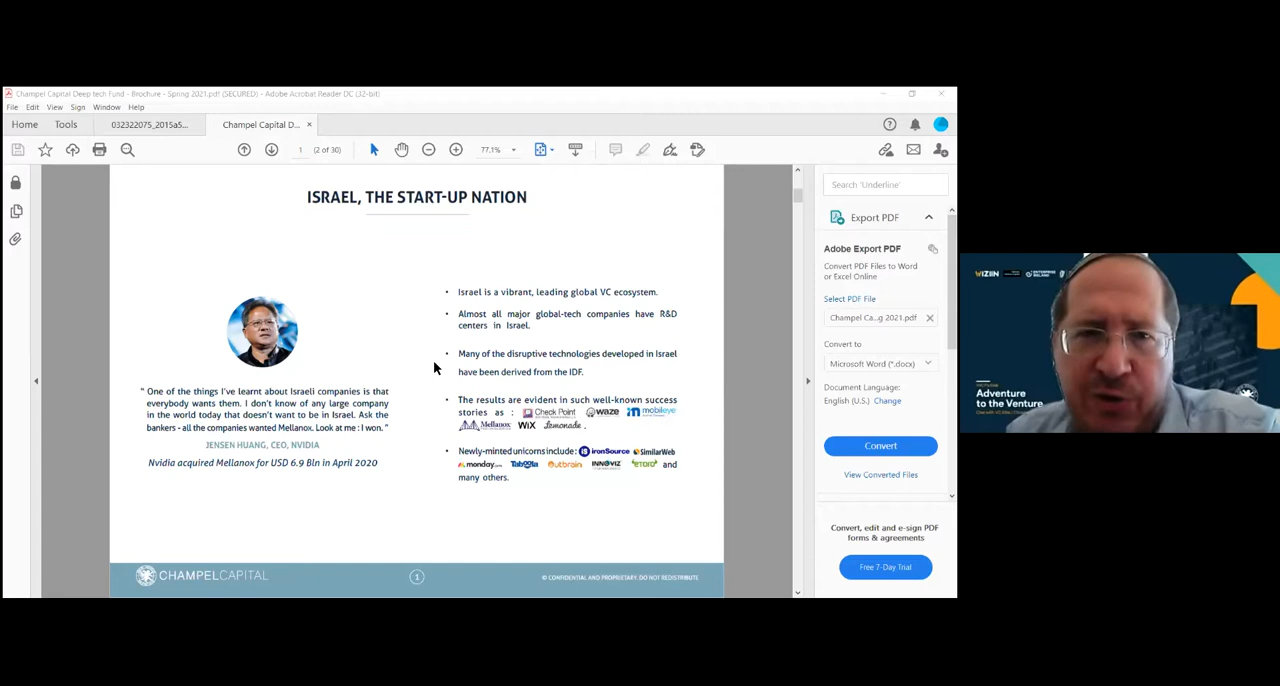 Champel Capital Deep tech Fund - Brochure - Spring 2021.pdf (SECURED) - Adobe Acrobat Reader DC (32-bit)
File Edit View Sign Window Help
Home Tools 032322075_2015a5... Champel Capital D... ×
1 (2 of 30) 77,1%
ISRAEL, THE START-UP NATION
" One of the things I've learnt about Israeli companies is that
everybody wants them. I don't know of any large company
in the world today that doesn't want to be in Israel. Ask the
bankers - all the companies wanted Mellanox. Look at me : I won. "
JENSEN HUANG, CEO, NVIDIA
Nvidia acquired Mellanox for USD 6.9 Bln in April 2020
• Israel is a vibrant, leading global VC ecosystem.
• Almost all major global-tech companies have R&D
centers in Israel.
• Many of the disruptive technologies developed in Israel
have been derived from the IDF.
• The results are evident in such well-known success
stories as : Check Point waze mobileye
Mellanox WiX Lemonade .
• Newly-minted unicorns include: ironSource SimilarWeb
monday.com Taboola Outbrain INNOVIZ eTORO and
many others.
CHAMPELCAPITAL
1
© CONFIDENTIAL AND PROPRIETARY. DO NOT REDISTRIBUTE
Search 'Underline'
Export PDF
Adobe Export PDF
Convert PDF Files to Word
or Excel Online
Select PDF File
Champel Ca...g 2021.pdf ×
Convert to
Microsoft Word (*.docx)
Document Language:
English (U.S.) Change
Convert
View Converted Files
Convert, edit and e-sign PDF
forms & agreements
Free 7-Day Trial
WIZIIN
ENTERPRISE
IRELAND
Adventure
to the Venture